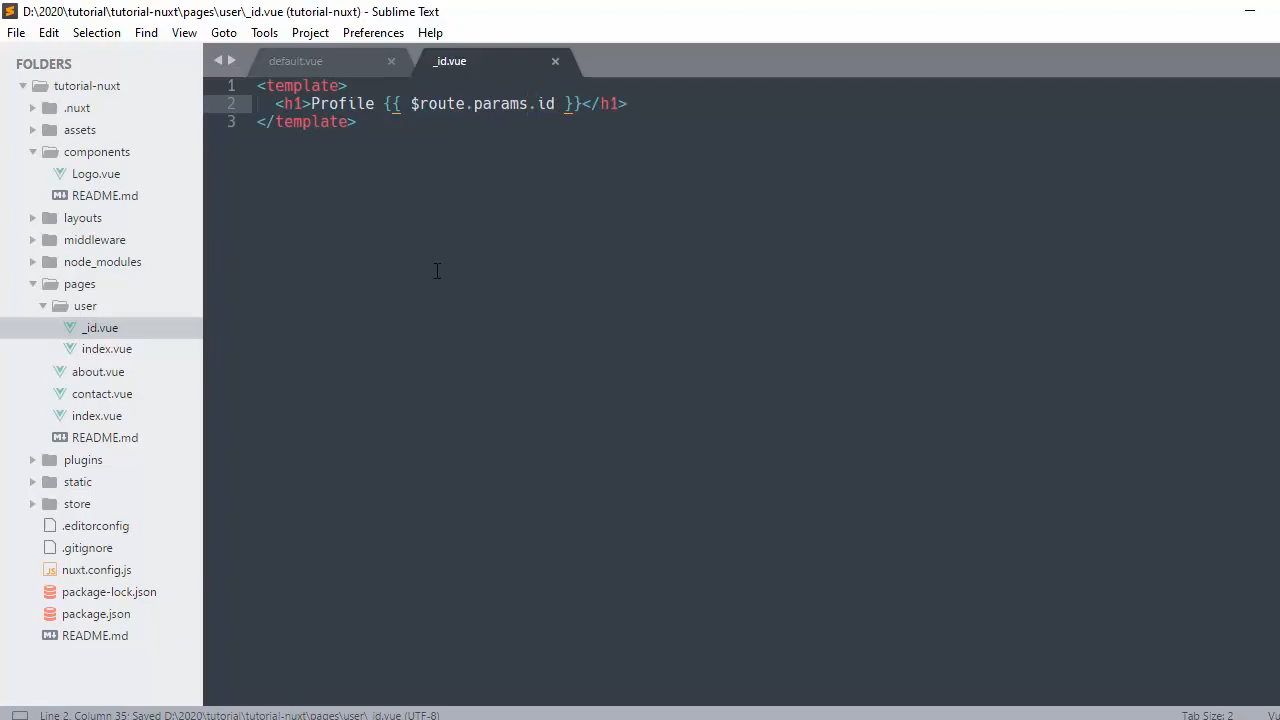 D:\2020\tutorial\tutorial-nuxt\pages\user\_id.vue (tutorial-nuxt) - Sublime Text
File Edit Selection Find View Goto Tools Project Preferences Help
FOLDERS
tutorial-nuxt
.nuxt
assets
components
Logo.vue
README.md
layouts
middleware
node_modules
pages
user
_id.vue
index.vue
about.vue
contact.vue
index.vue
README.md
plugins
static
store
.editorconfig
.gitignore
nuxt.config.js
package-lock.json
package.json
README.md
default.vue
_id.vue
1 <template>
2 <h1>Profile {{ $route.params.id }}</h1>
3 </template>
Line 2, Column 35; Saved D:\2020\tutorial\tutorial-nuxt\pages\user\_id.vue (UTF-8)
Tab Size: 2